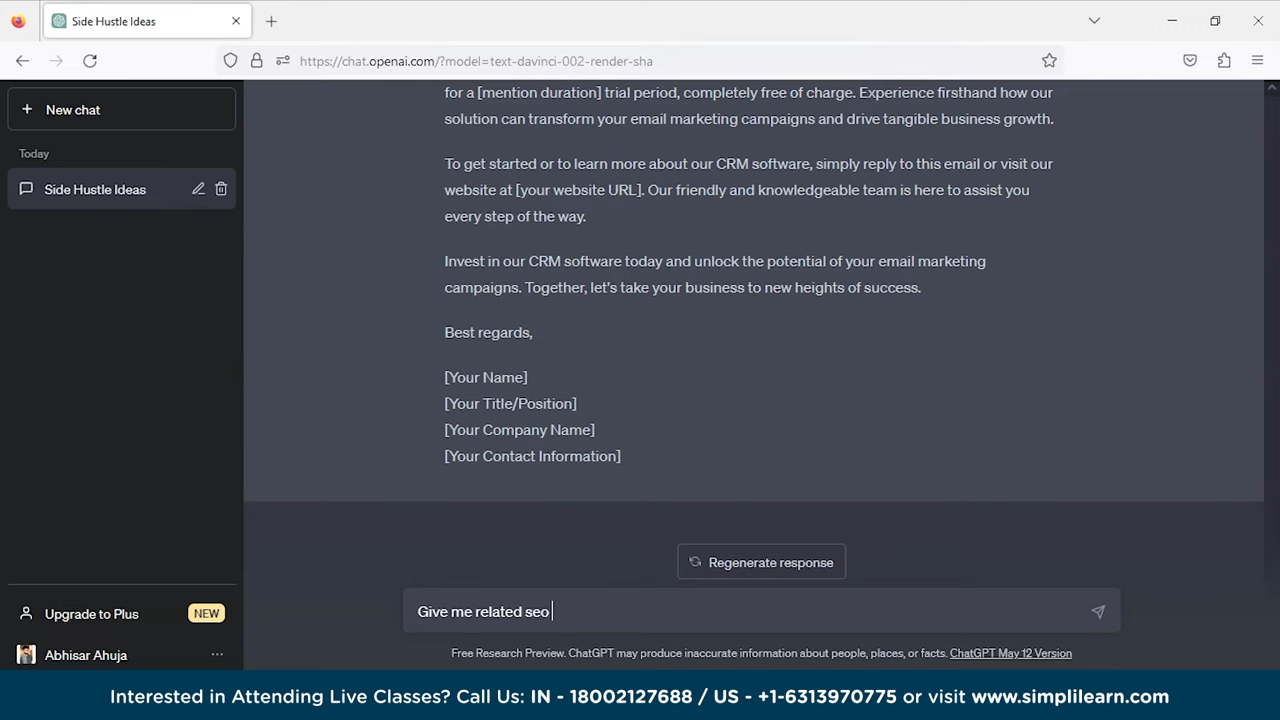 Side Hustle Ideas
https://chat.openai.com/?model=text-davinci-002-render-sha
New chat
Today
Side Hustle Ideas
for a [mention duration] trial period, completely free of charge. Experience firsthand how our
solution can transform your email marketing campaigns and drive tangible business growth.
To get started or to learn more about our CRM software, simply reply to this email or visit our
website at [your website URL]. Our friendly and knowledgeable team is here to assist you
every step of the way.
Invest in our CRM software today and unlock the potential of your email marketing
campaigns. Together, let's take your business to new heights of success.
Best regards,
[Your Name]
[Your Title/Position]
[Your Company Name]
[Your Contact Information]
Regenerate response
Give me related seo
Upgrade to Plus NEW
Abhisar Ahuja
Free Research Preview. ChatGPT may produce inaccurate information about people, places, or facts. ChatGPT May 12 Version
Interested in Attending Live Classes? Call Us: IN - 18002127688 / US - +1-6313970775 or visit www.simplilearn.com